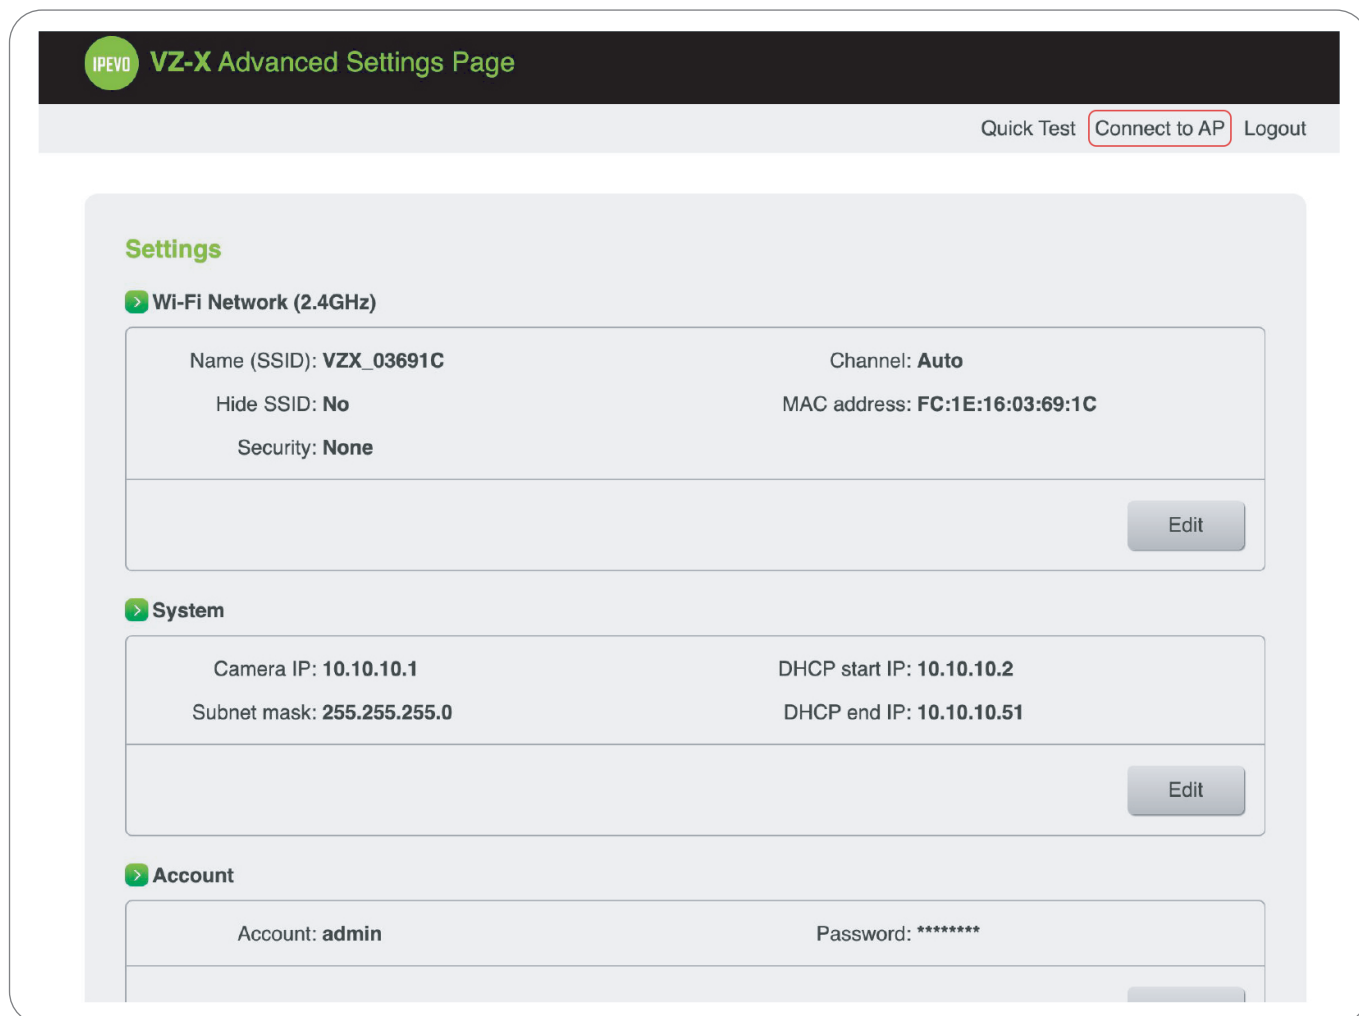 IPEVO VZ-X Advanced Settings Page
Quick Test Connect to AP Logout
Settings
Wi-Fi Network (2.4GHz)
Name (SSID): VZX_03691C Channel: Auto
Hide SSID: No MAC address: FC:1E:16:03:69:1C
Security: None
Edit
System
Camera IP: 10.10.10.1 DHCP start IP: 10.10.10.2
Subnet mask: 255.255.255.0 DHCP end IP: 10.10.10.51
Edit
Account
Account: admin Password: ********